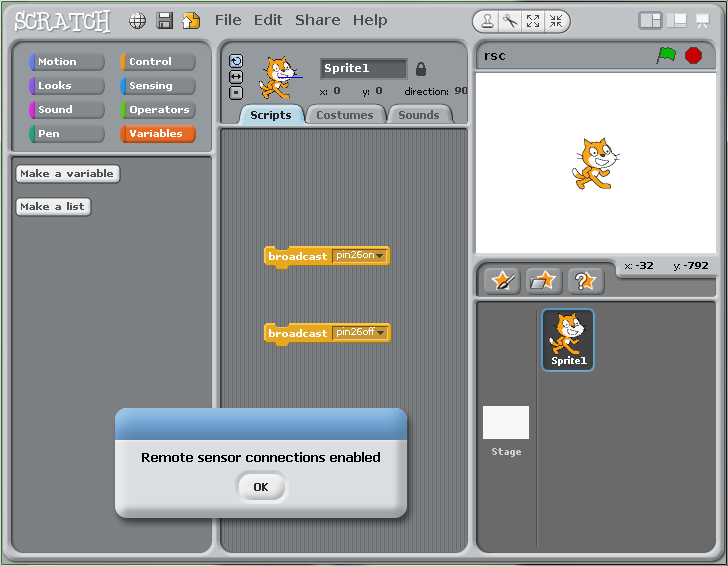 SCRATCH File Edit Share Help
Motion Control
Looks Sensing
Sound Operators
Pen Variables
Make a variable
Make a list
Sprite1
x: 0 y: 0 direction: 90
Scripts Costumes Sounds
broadcast pin26on
broadcast pin26off
rsc
x: -32 y: -792
Sprite1
Stage
Remote sensor connections enabled
OK